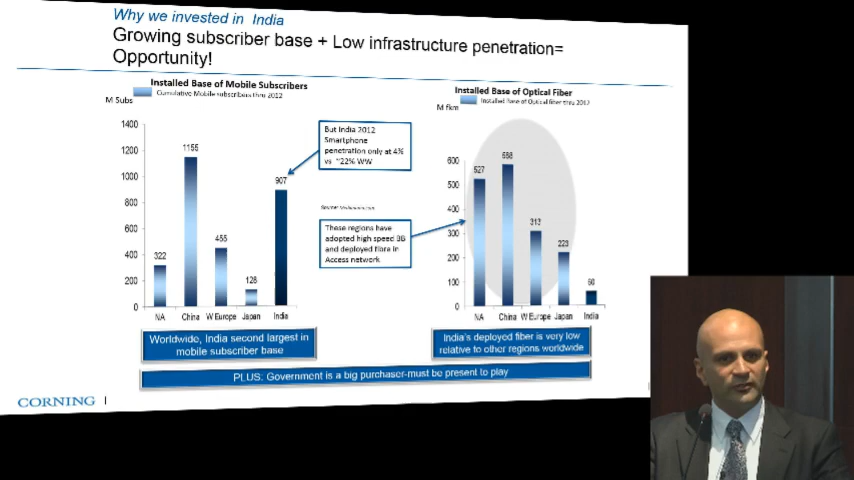 Why we invested in India
Growing subscriber base + Low infrastructure penetration=
Opportunity!
Installed Base of Mobile Subscribers
Cumulative Mobile subscribers thru 2012
M Subs
1400
1200
1000
800
600
400
200
0
322
1155
455
128
907
NA
China
W Europe
Japan
India
But India 2012
Smartphone
penetration only at 4%
vs ~22% WW
These regions have
adopted high speed BB
and deployed fibre in
Access network
Installed Base of Optical Fiber
Installed Base of Optical fiber thru 2012
M fkm
600
500
400
300
200
100
0
527
588
313
223
60
NA
China
W Europe
Japan
India
Worldwide, India second largest in
mobile subscriber base
India's deployed fiber is very low
relative to other regions worldwide
PLUS: Government is a big purchaser-must be present to play
CORNING